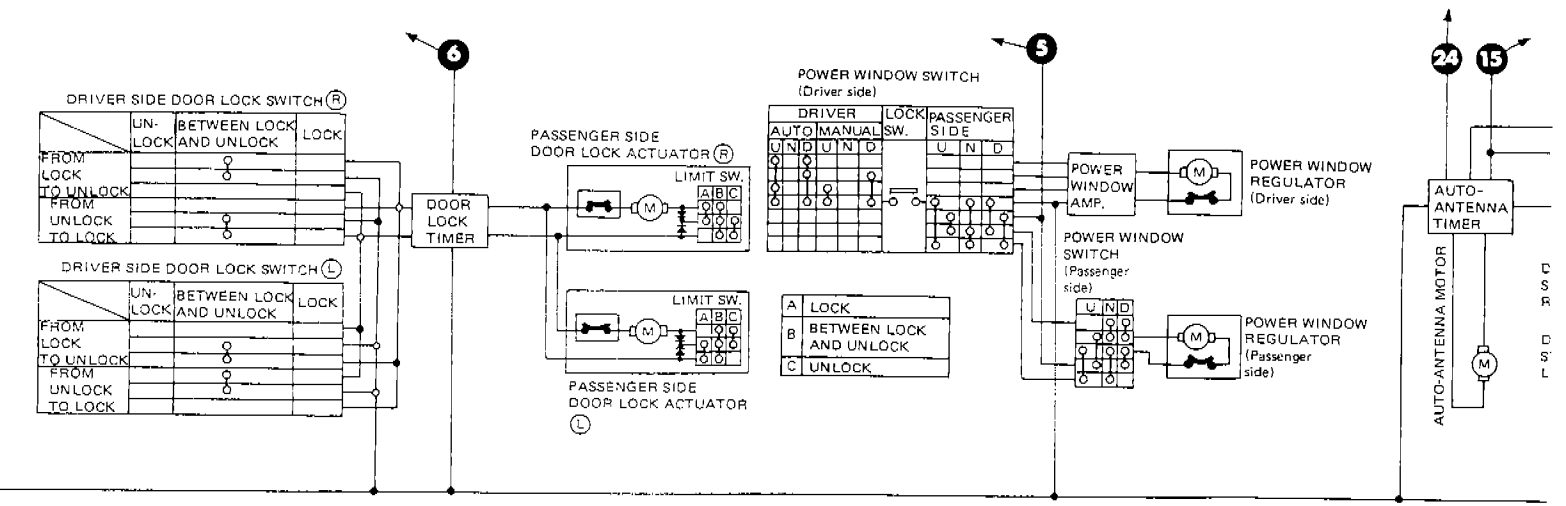 6
DRIVER SIDE DOOR LOCK SWITCH (R)
UN-
LOCK
BETWEEN LOCK
AND UNLOCK
LOCK
FROM
LOCK
TO UNLOCK
FROM
UNLOCK
TO LOCK
DRIVER SIDE DOOR LOCK SWITCH (L)
UN-
LOCK
BETWEEN LOCK
AND UNLOCK
LOCK
FROM
LOCK
TO UNLOCK
FROM
UNLOCK
TO LOCK
DOOR
LOCK
TIMER
PASSENGER SIDE
DOOR LOCK ACTUATOR (R)
LIMIT SW.
A B C
M
LIMIT SW.
A B C
M
PASSENGER SIDE
DOOR LOCK ACTUATOR
(L)
5
POWER WINDOW SWITCH
(Driver side)
DRIVER
AUTO MANUAL
U N D U N D
LOCK
SW.
PASSENGER
SIDE
U N D
A LOCK
B BETWEEN LOCK
AND UNLOCK
C UNLOCK
POWER
WINDOW
AMP.
M
POWER WINDOW
REGULATOR
(Driver side)
POWER WINDOW
SWITCH
(Passenger
side)
U N D
M
POWER WINDOW
REGULATOR
(Passenger
side)
24
15
AUTO-
ANTENNA
TIMER
AUTO-ANTENNA MOTOR
M
S
R
D
L